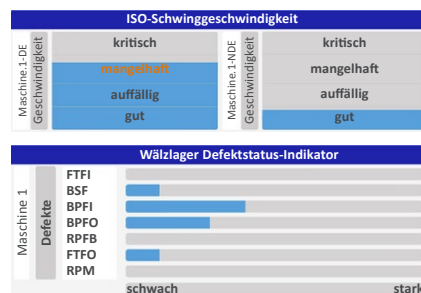 ISO-Schwinggeschwindigkeit
Maschine.1-DE
Geschwindigkeit
kritisch
mangelhaft
auffällig
gut
Maschine.1-NDE
Geschwindigkeit
kritisch
mangelhaft
auffällig
gut
Wälzlager Defektstatus-Indikator
Maschine 1
Defekte
FTFI
BSF
BPFI
BPFO
RPFB
FTFO
RPM
schwach
stark